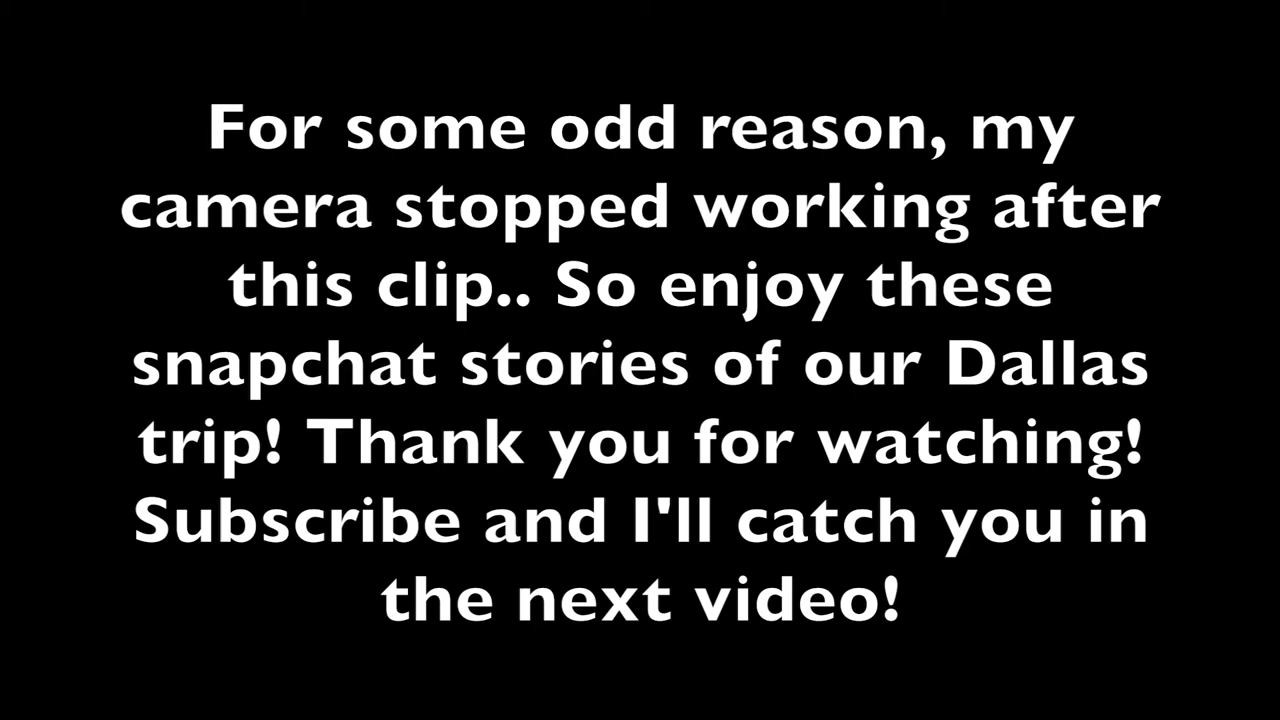 For some odd reason, my
camera stopped working after
this clip.. So enjoy these
snapchat stories of our Dallas
trip! Thank you for watching!
Subscribe and I'll catch you in
the next video!